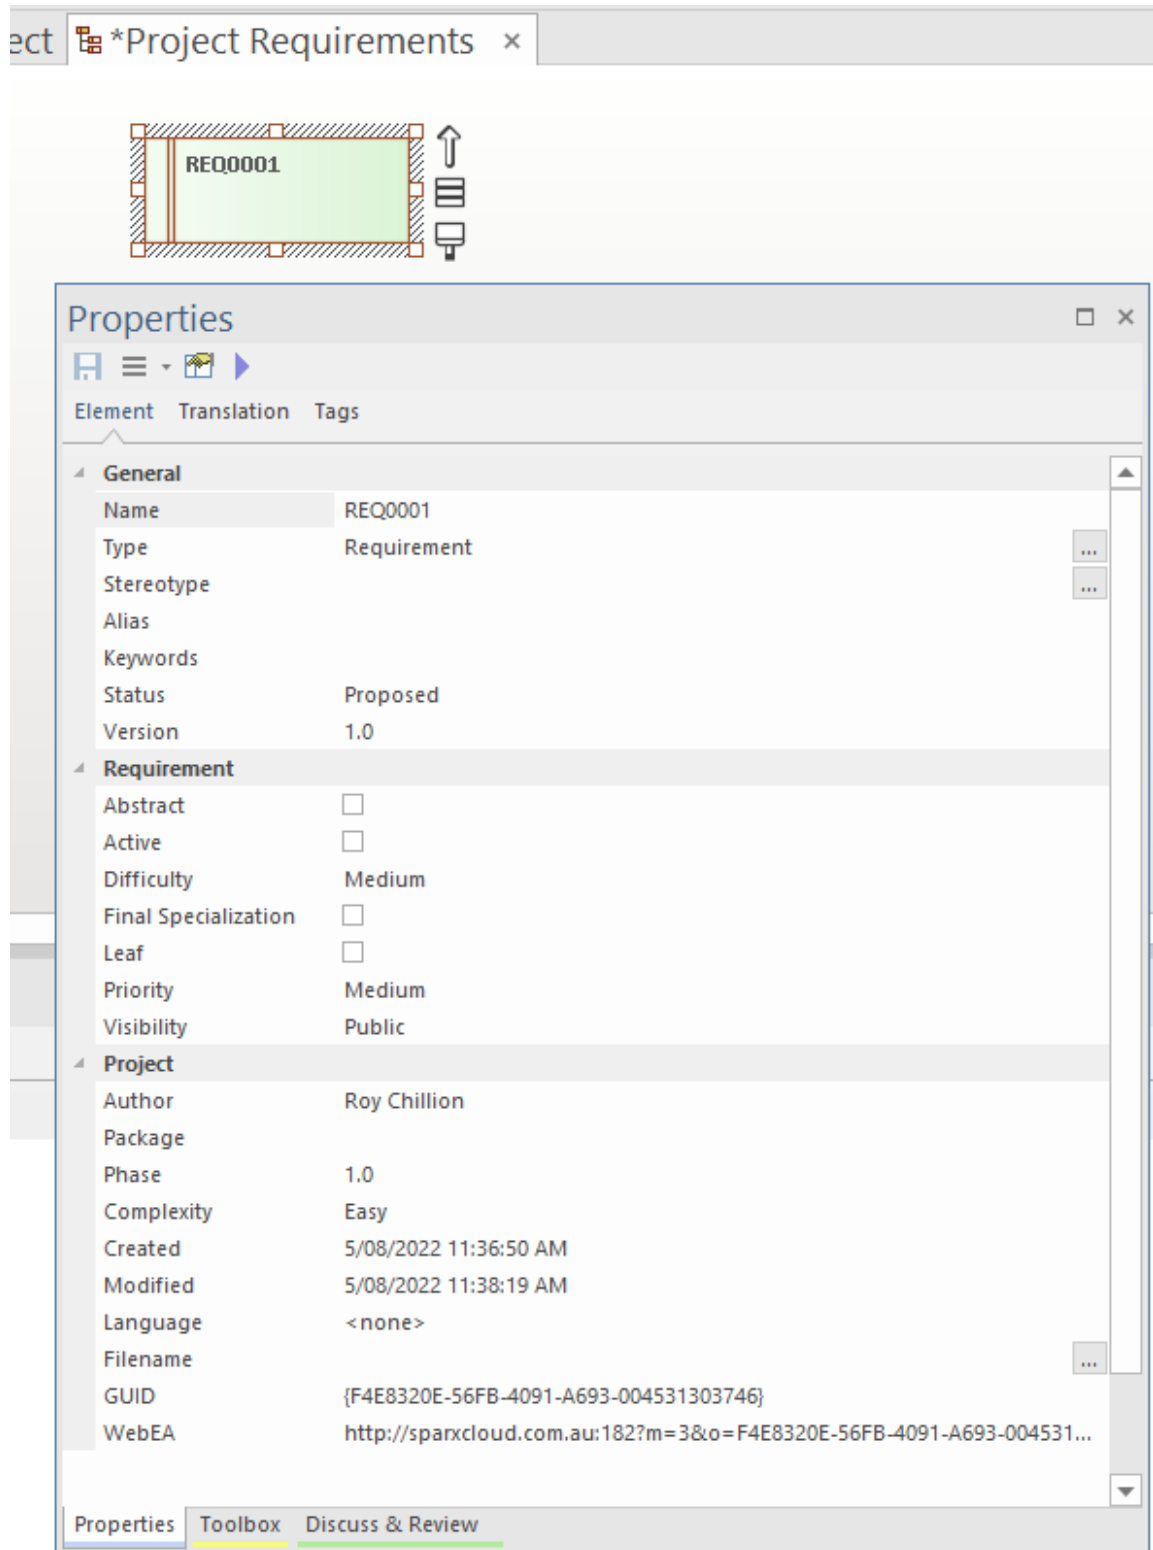 ect *Project Requirements ×
REQ0001
Properties
Element Translation Tags
General
Name REQ0001
Type Requirement ...
Stereotype ...
Alias
Keywords
Status Proposed
Version 1.0
Requirement
Abstract
Active
Difficulty Medium
Final Specialization
Leaf
Priority Medium
Visibility Public
Project
Author Roy Chillion
Package
Phase 1.0
Complexity Easy
Created 5/08/2022 11:36:50 AM
Modified 5/08/2022 11:38:19 AM
Language <none>
Filename ...
GUID {F4E8320E-56FB-4091-A693-004531303746}
WebEA http://sparxcloud.com.au:182?m=3&o=F4E8320E-56FB-4091-A693-004531...
Properties Toolbox Discuss & Review